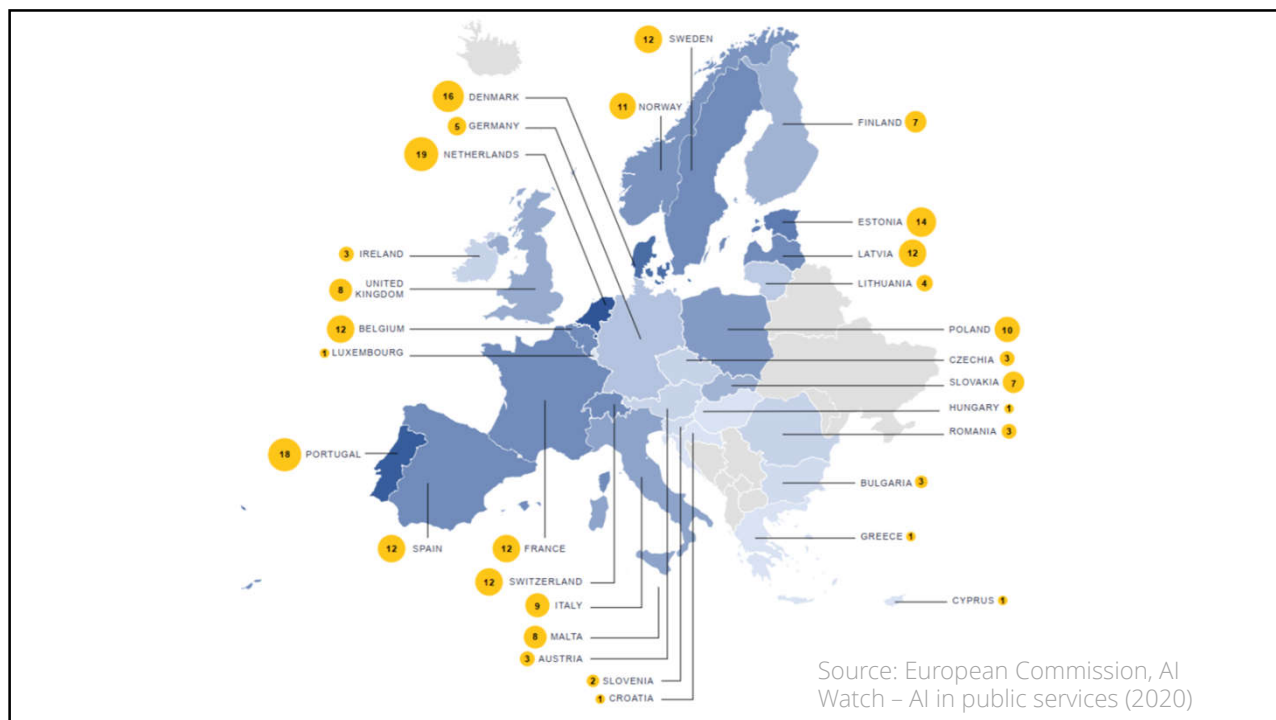 12 SWEDEN
16 DENMARK
11 NORWAY
5 GERMANY
FINLAND 7
19 NETHERLANDS
ESTONIA 14
3 IRELAND
LATVIA 12
8 UNITED
KINGDOM
LITHUANIA 4
12 BELGIUM
POLAND 10
1 LUXEMBOURG
CZECHIA 3
SLOVAKIA 7
HUNGARY 1
ROMANIA 3
18 PORTUGAL
BULGARIA 3
GREECE 1
12 SPAIN
12 FRANCE
12 SWITZERLAND
CYPRUS 1
9 ITALY
8 MALTA
3 AUSTRIA
2 SLOVENIA
1 CROATIA
Source: European Commission, AI
Watch – AI in public services (2020)